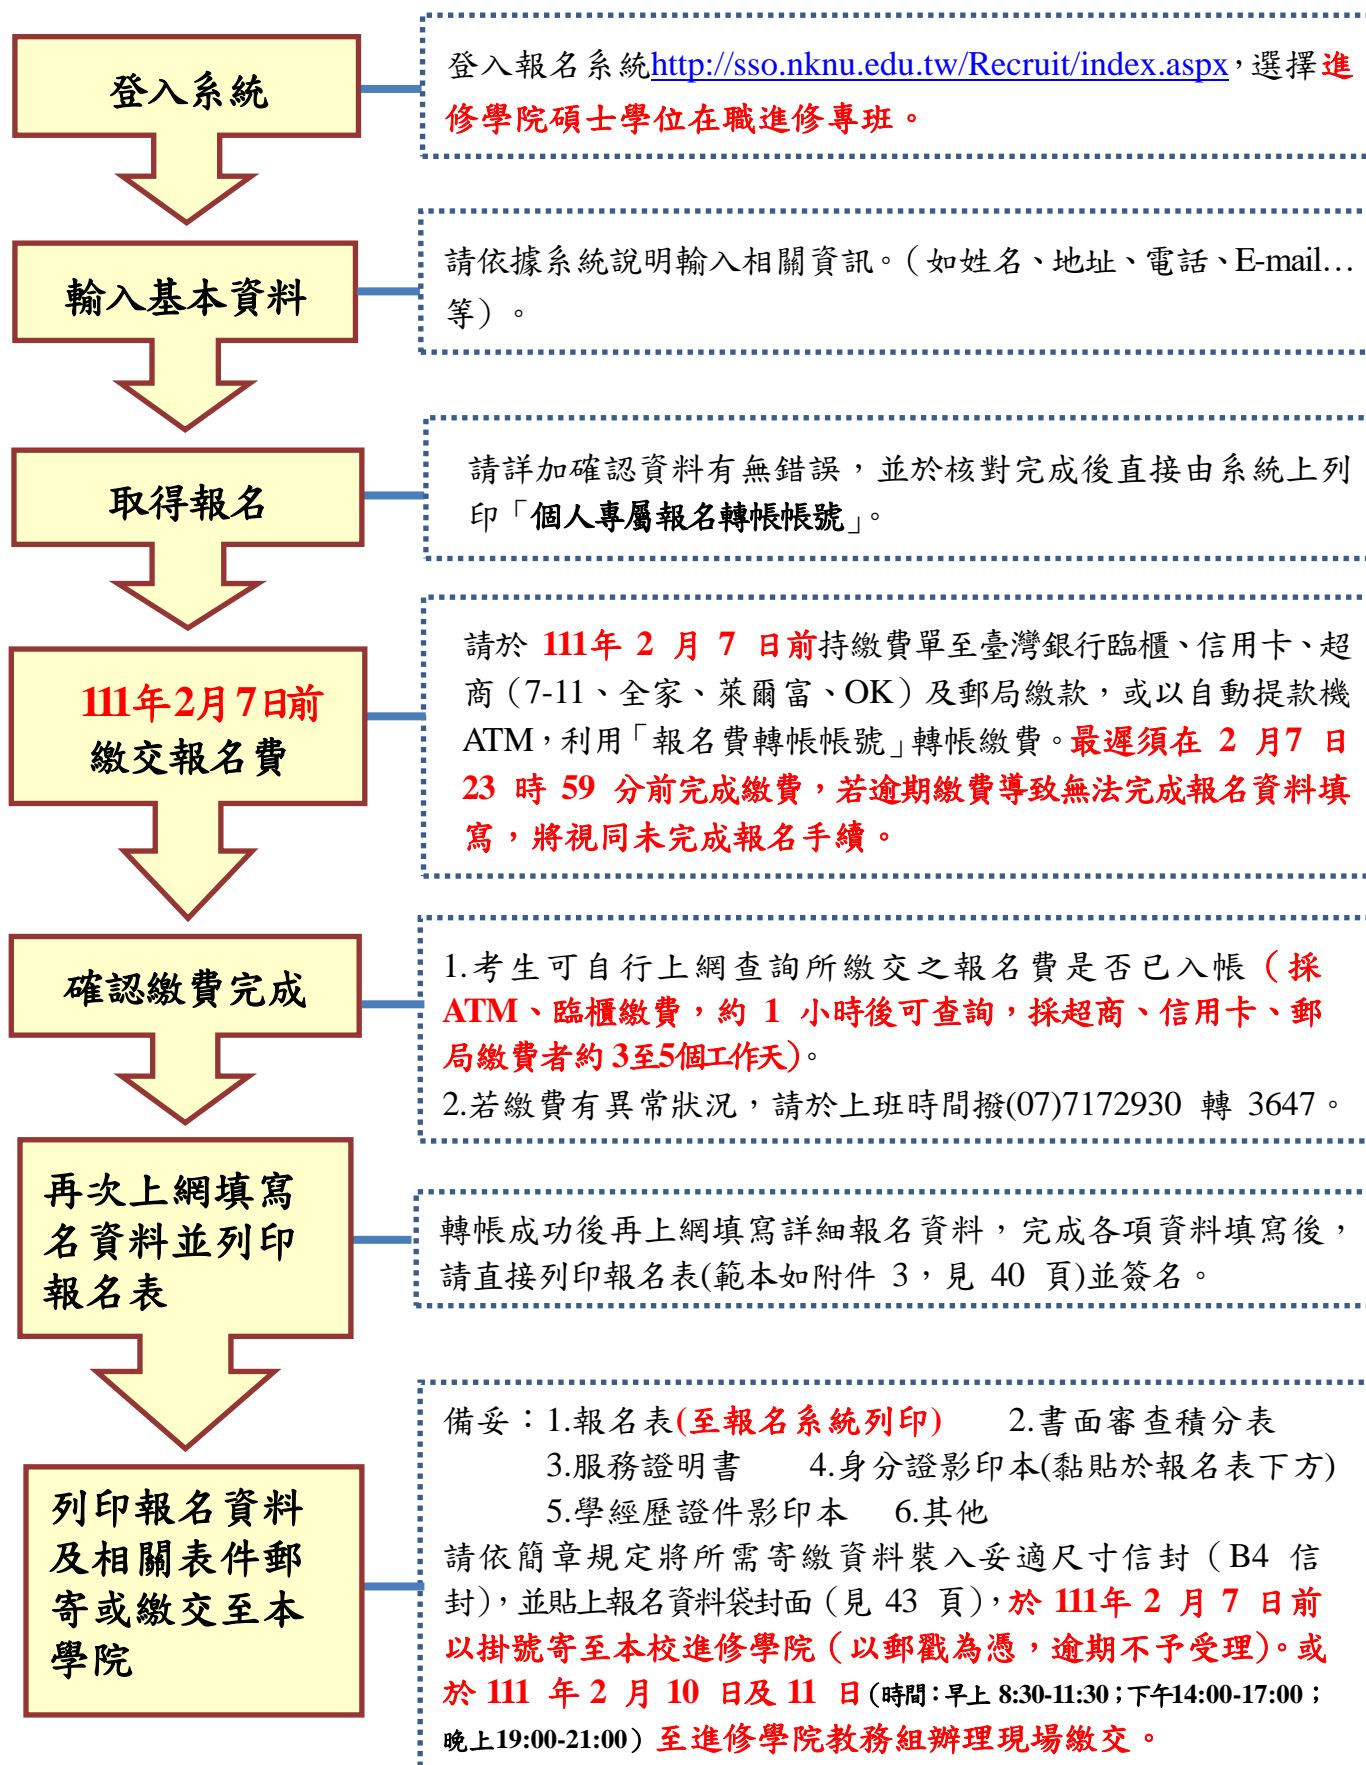 登入系統
登入報名系統http://sso.nknu.edu.tw/Recruit/index.aspx，選擇進
修學院碩士學位在職進修專班。
輸入基本資料
請依據系統說明輸入相關資訊。（如姓名、地址、電話、E-mail…
等）。
取得報名
請詳加確認資料有無錯誤，並於核對完成後直接由系統上列
印「個人專屬報名轉帳帳號」。
111年2月7日前
繳交報名費
請於 111年 2 月 7 日前持繳費單至臺灣銀行臨櫃、信用卡、超
商（7-11、全家、萊爾富、OK）及郵局繳款，或以自動提款機
ATM，利用「報名費轉帳帳號」轉帳繳費。最遲須在 2 月7 日
23 時 59 分前完成繳費，若逾期繳費導致無法完成報名資料填
寫，將視同未完成報名手續。
確認繳費完成
1.考生可自行上網查詢所繳交之報名費是否已入帳（採
ATM、臨櫃繳費，約 1 小時後可查詢，採超商、信用卡、郵
局繳費者約 3至5個工作天）。
2.若繳費有異常狀況，請於上班時間撥(07)7172930 轉 3647。
再次上網填寫
名資料並列印
報名表
轉帳成功後再上網填寫詳細報名資料，完成各項資料填寫後，
請直接列印報名表(範本如附件 3，見 40 頁)並簽名。
列印報名資料
及相關表件郵
寄或繳交至本
學院
備妥：1.報名表(至報名系統列印) 2.書面審查積分表
3.服務證明書 4.身分證影印本(黏貼於報名表下方)
5.學經歷證件影印本 6.其他
請依簡章規定將所需寄繳資料裝入妥適尺寸信封（B4 信
封），並貼上報名資料袋封面（見 43 頁），於 111年 2 月 7 日前
以掛號寄至本校進修學院（以郵戳為憑，逾期不予受理）。或
於 111 年 2 月 10 日及 11 日（時間：早上 8:30-11:30；下午14:00-17:00；
晚上19:00-21:00）至進修學院教務組辦理現場繳交。